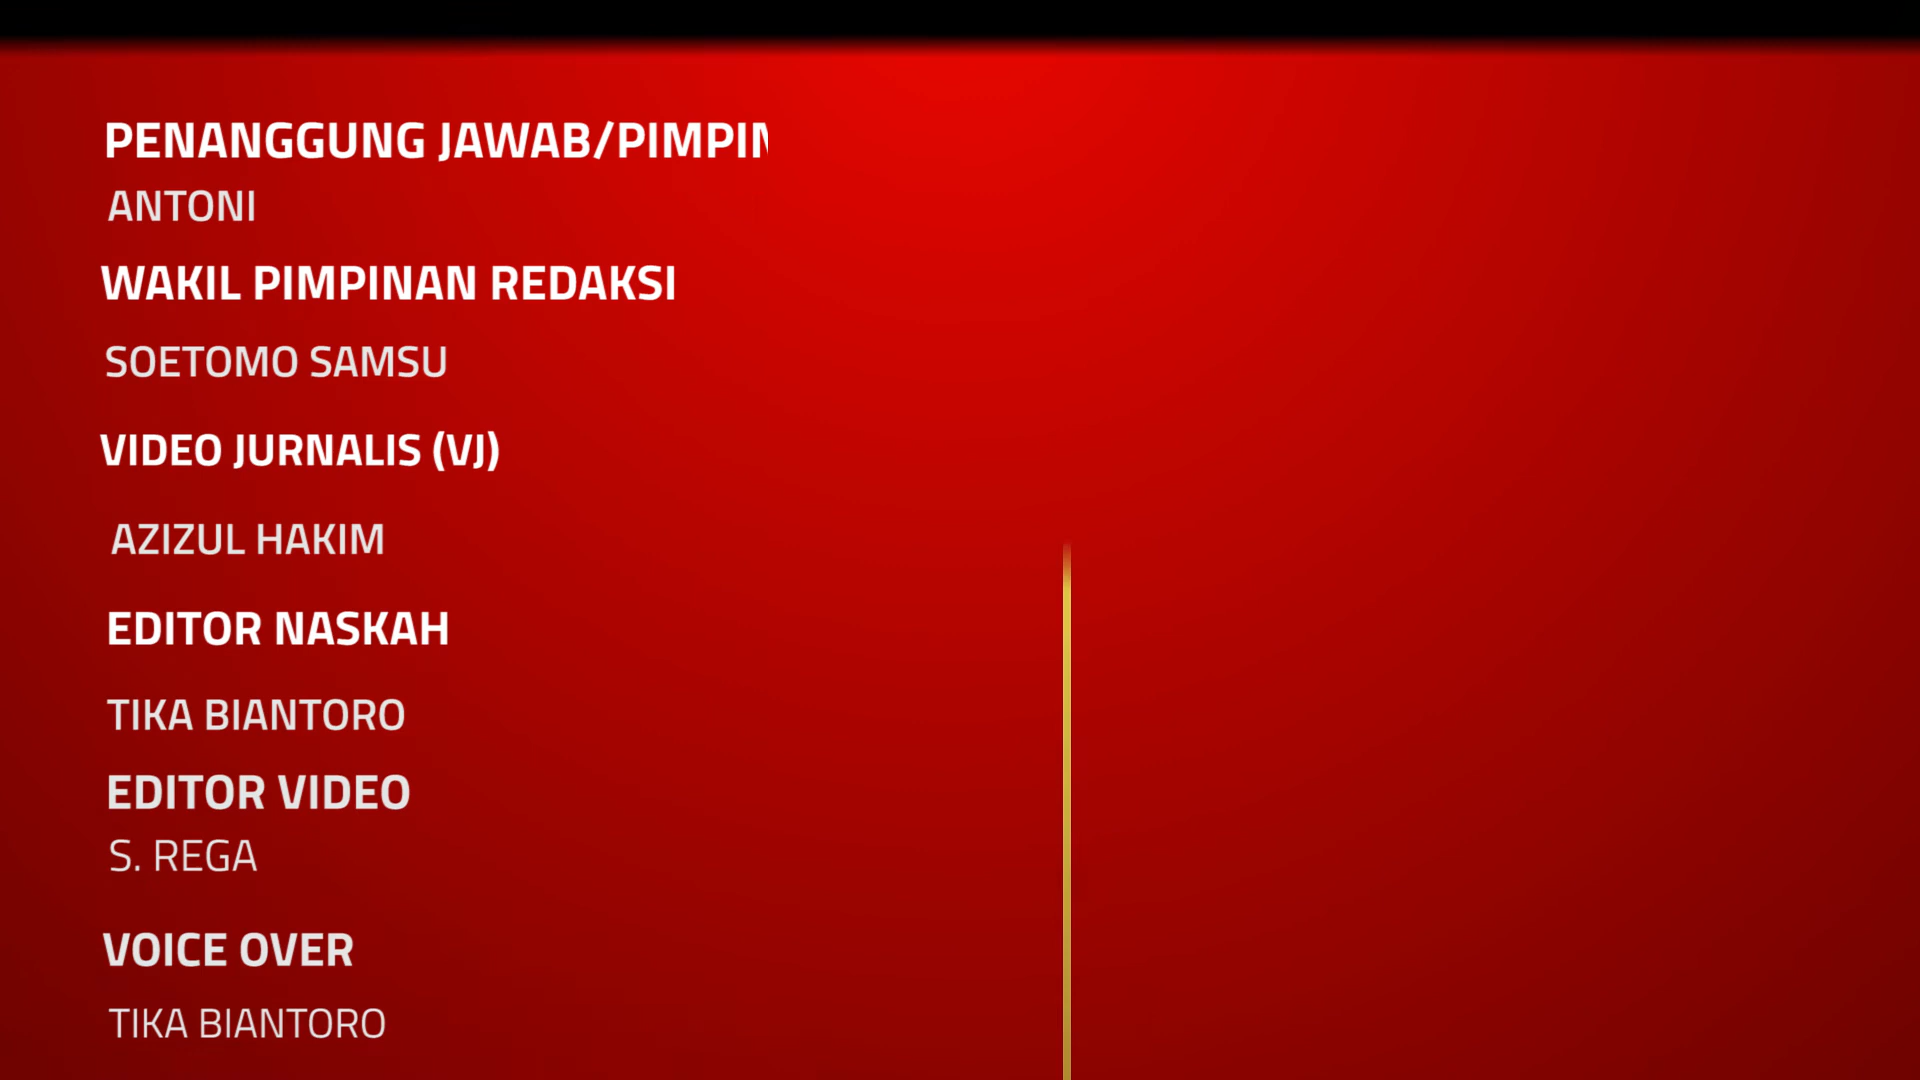 PENANGGUNG JAWAB/PIMPIN
ANTONI
WAKIL PIMPINAN REDAKSI
SOETOMO SAMSU
VIDEO JURNALIS (VJ)
AZIZUL HAKIM
EDITOR NASKAH
TIKA BIANTORO
EDITOR VIDEO
S. REGA
VOICE OVER
TIKA BIANTORO